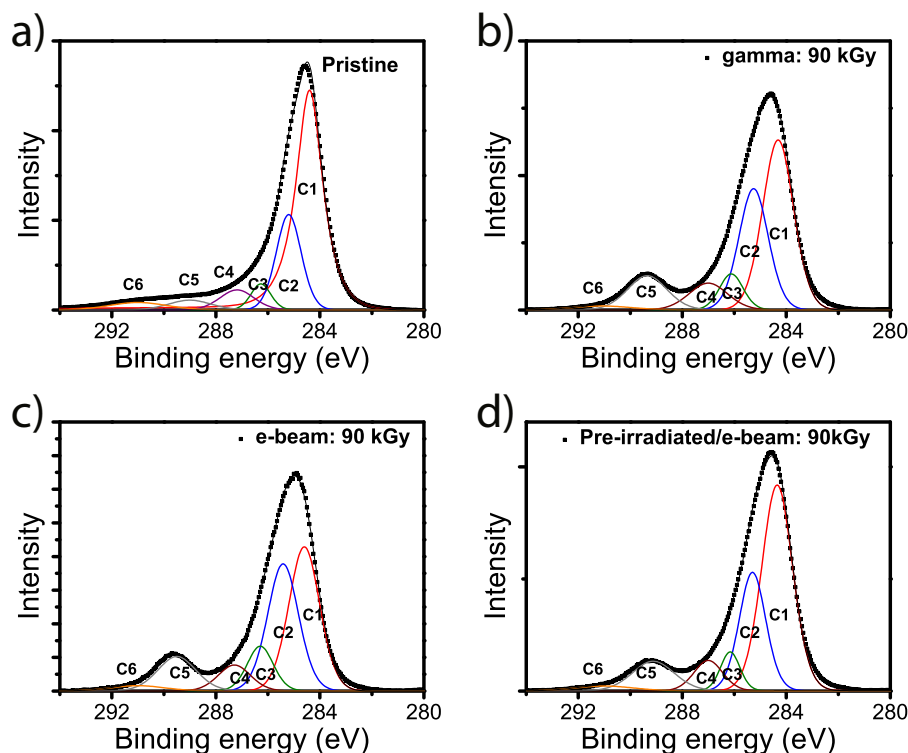 a)
Pristine
Intensity
C1
C2
C3
C4
C5
C6
292 288 284 280
Binding energy (eV)
b)
gamma: 90 kGy
Intensity
C1
C2
C3
C4
C5
C6
292 288 284 280
Binding energy (eV)
c)
e-beam: 90 kGy
Intensity
C1
C2
C3
C4
C5
C6
292 288 284 280
Binding energy (eV)
d)
Pre-irradiated/e-beam: 90kGy
Intensity
C1
C2
C3
C4
C5
C6
292 288 284 280
Binding energy (eV)